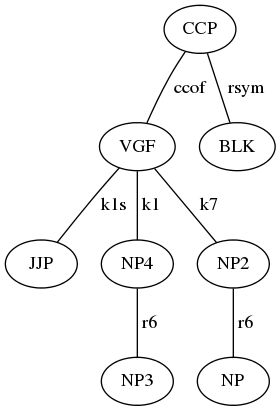 CCP
ccof rsym
VGF BLK
k1s k1 k7
JJP NP4 NP2
r6 r6
NP3 NP